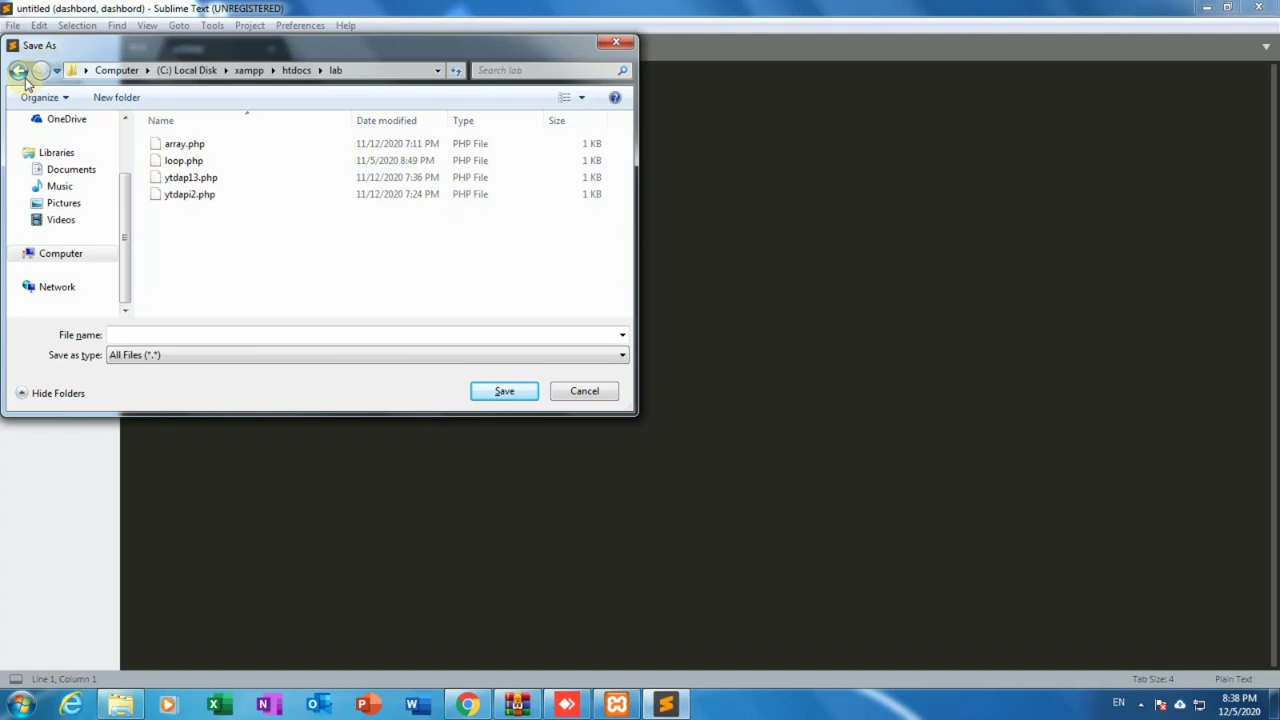 untitled (dashbord, dashbord) - Sublime Text (UNREGISTERED)
File Edit Selection Find View Goto Tools Project Preferences Help
Save As
Computer (C:) Local Disk xampp htdocs lab
Search lab
Organize New folder
Name Date modified Type Size
OneDrive
Libraries
Documents
Music
Pictures
Videos
Computer
Network
array.php 11/12/2020 7:11 PM PHP File 1 KB
loop.php 11/5/2020 8:49 PM PHP File 1 KB
ytdap13.php 11/12/2020 7:36 PM PHP File 1 KB
ytdapi2.php 11/12/2020 7:24 PM PHP File 1 KB
File name:
Save as type: All Files (*.*)
Hide Folders
Save Cancel
Line 1, Column 1
Tab Size: 4 Plain Text
EN
8:38 PM
12/5/2020